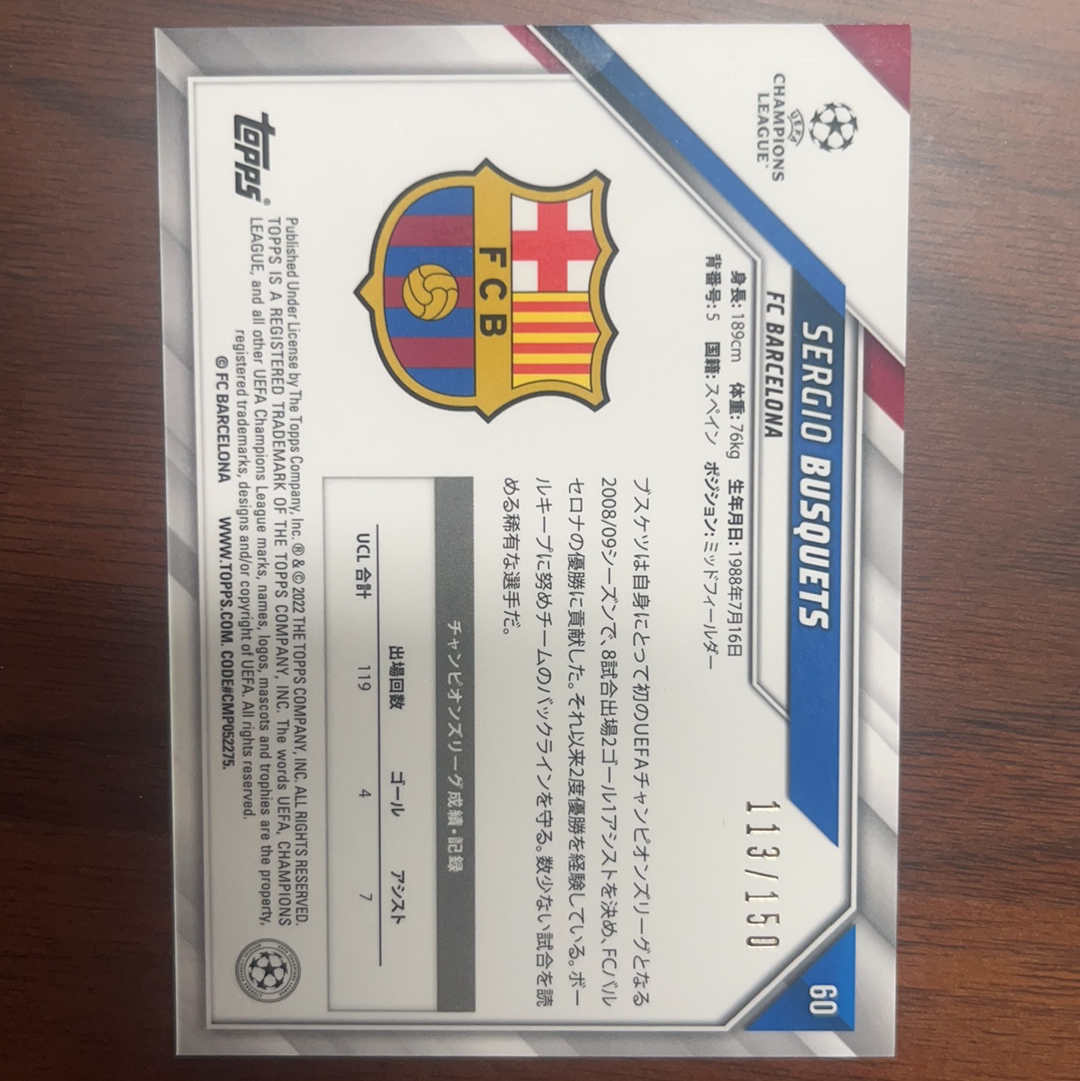 UEFA
CHAMPIONS
LEAGUE
SERGIO BUSQUETS
FC BARCELONA
身長: 189cm 体重: 76kg 生年月日: 1988年7月16日
背番号: 5 国籍: スペイン ポジション: ミッドフィールダー
113/150
60
FCB
ブスケツは自身にとって初のUEFAチャンピオンズリーグとなる
2008/09シーズンで、8試合出場2ゴール1アシストを決め、FCバル
セロナの優勝に貢献した。それ以来2度優勝を経験している。ボー
ルキープに努めチームのバックラインを守る。数少ない試合を読
める稀有な選手だ。
チャンピオンズリーグ成績・記録
出場回数 ゴール アシスト
UCL 合計 119 4 7
topps®
Published Under License by The Topps Company, Inc. ® & © 2022 THE TOPPS COMPANY, INC. ALL RIGHTS RESERVED.
TOPPS IS A REGISTERED TRADEMARK OF THE TOPPS COMPANY, INC. The words UEFA, CHAMPIONS
LEAGUE, and all other UEFA Champions League marks, names, logos, mascots and trophies are the property,
registered trademarks, designs and/or copyright of UEFA. All rights reserved.
© FC BARCELONA WWW.TOPPS.COM. CODE#CMP052275.